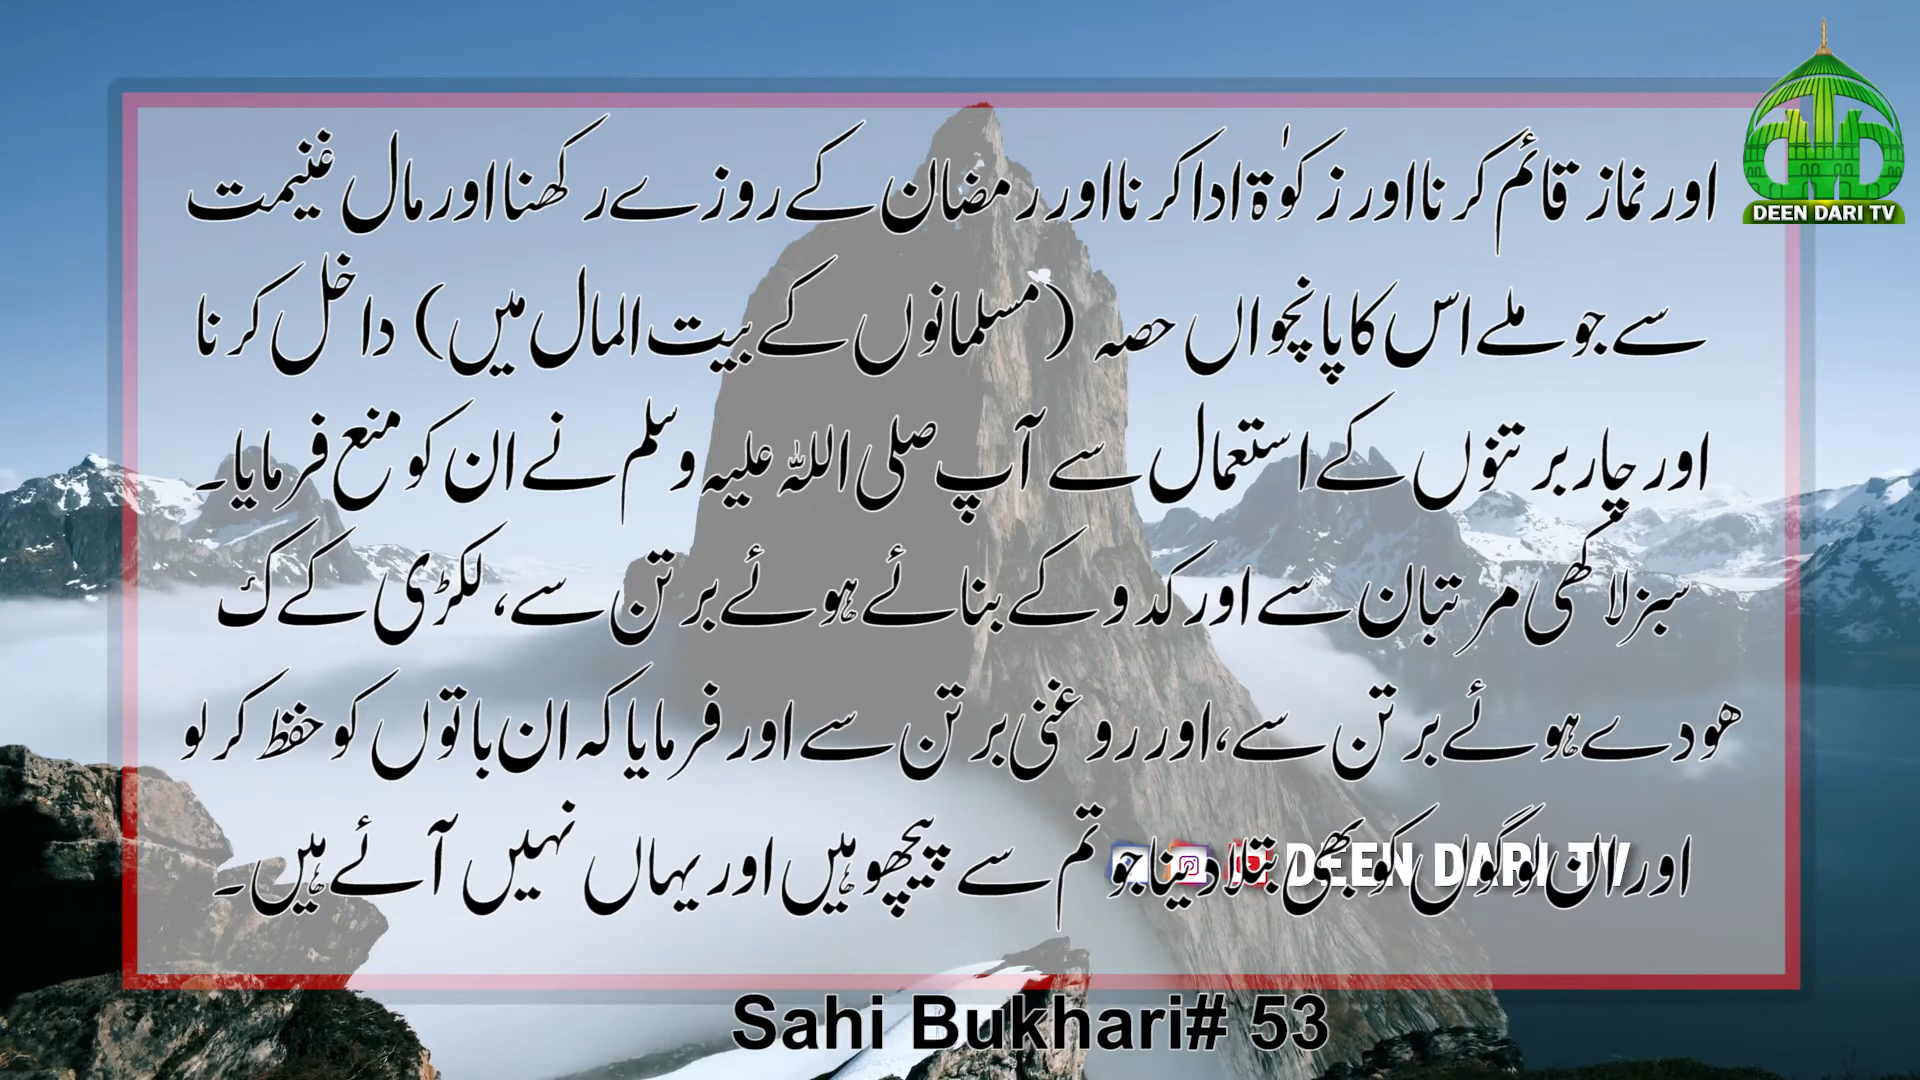 اور نماز قائم کرنا اور زکوٰۃ ادا کرنا اور رمضان کے روزے رکھنا اور مال غنیمت
سے جو ملے اس کا پانچواں حصہ (مسلمانوں کے بیت المال میں) داخل کرنا
اور چار برتنوں کے استعمال سے آپ صلی اللہ علیہ وسلم نے ان کو منع فرمایا۔
سبز لاکھی مرتبان سے اور کدو کے بنائے ہوئے برتن سے، لکڑی کے ک
ھودے ہوئے برتن سے، اور روغنی برتن سے اور فرمایا کہ ان باتوں کو حفظ کر لو
اور ان لوگوں کو بھی بتلا دینا جو تم سے پیچھو ہیں اور یہاں نہیں آئے ہیں۔
DEEN DARI TV
DEEN DARI TV
Sahi Bukhari# 53